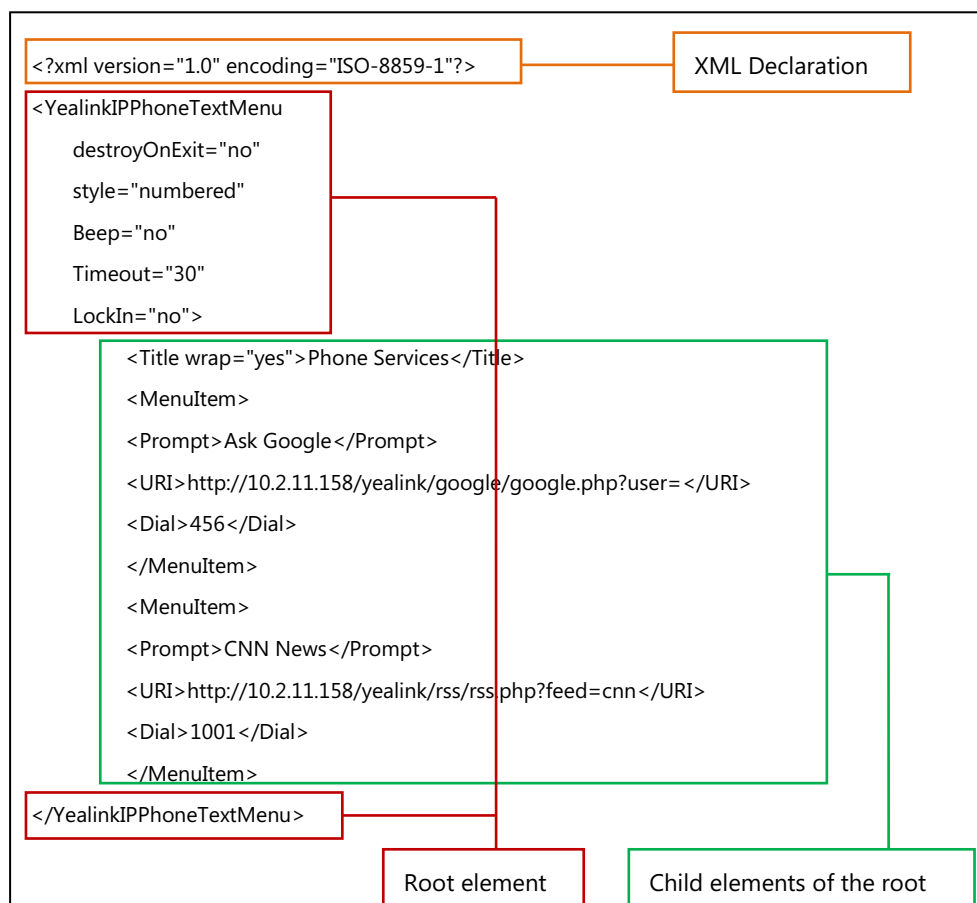 <?xml version="1.0" encoding="ISO-8859-1"?>
XML Declaration
<YealinkIPPhoneTextMenu
destroyOnExit="no"
style="numbered"
Beep="no"
Timeout="30"
LockIn="no">
<Title wrap="yes">Phone Services</Title>
<MenuItem>
<Prompt>Ask Google</Prompt>
<URI>http://10.2.11.158/yealink/google/google.php?user=</URI>
<Dial>456</Dial>
</MenuItem>
<MenuItem>
<Prompt>CNN News</Prompt>
<URI>http://10.2.11.158/yealink/rss/rss.php?feed=cnn</URI>
<Dial>1001</Dial>
</MenuItem>
</YealinkIPPhoneTextMenu>
Root element
Child elements of the root